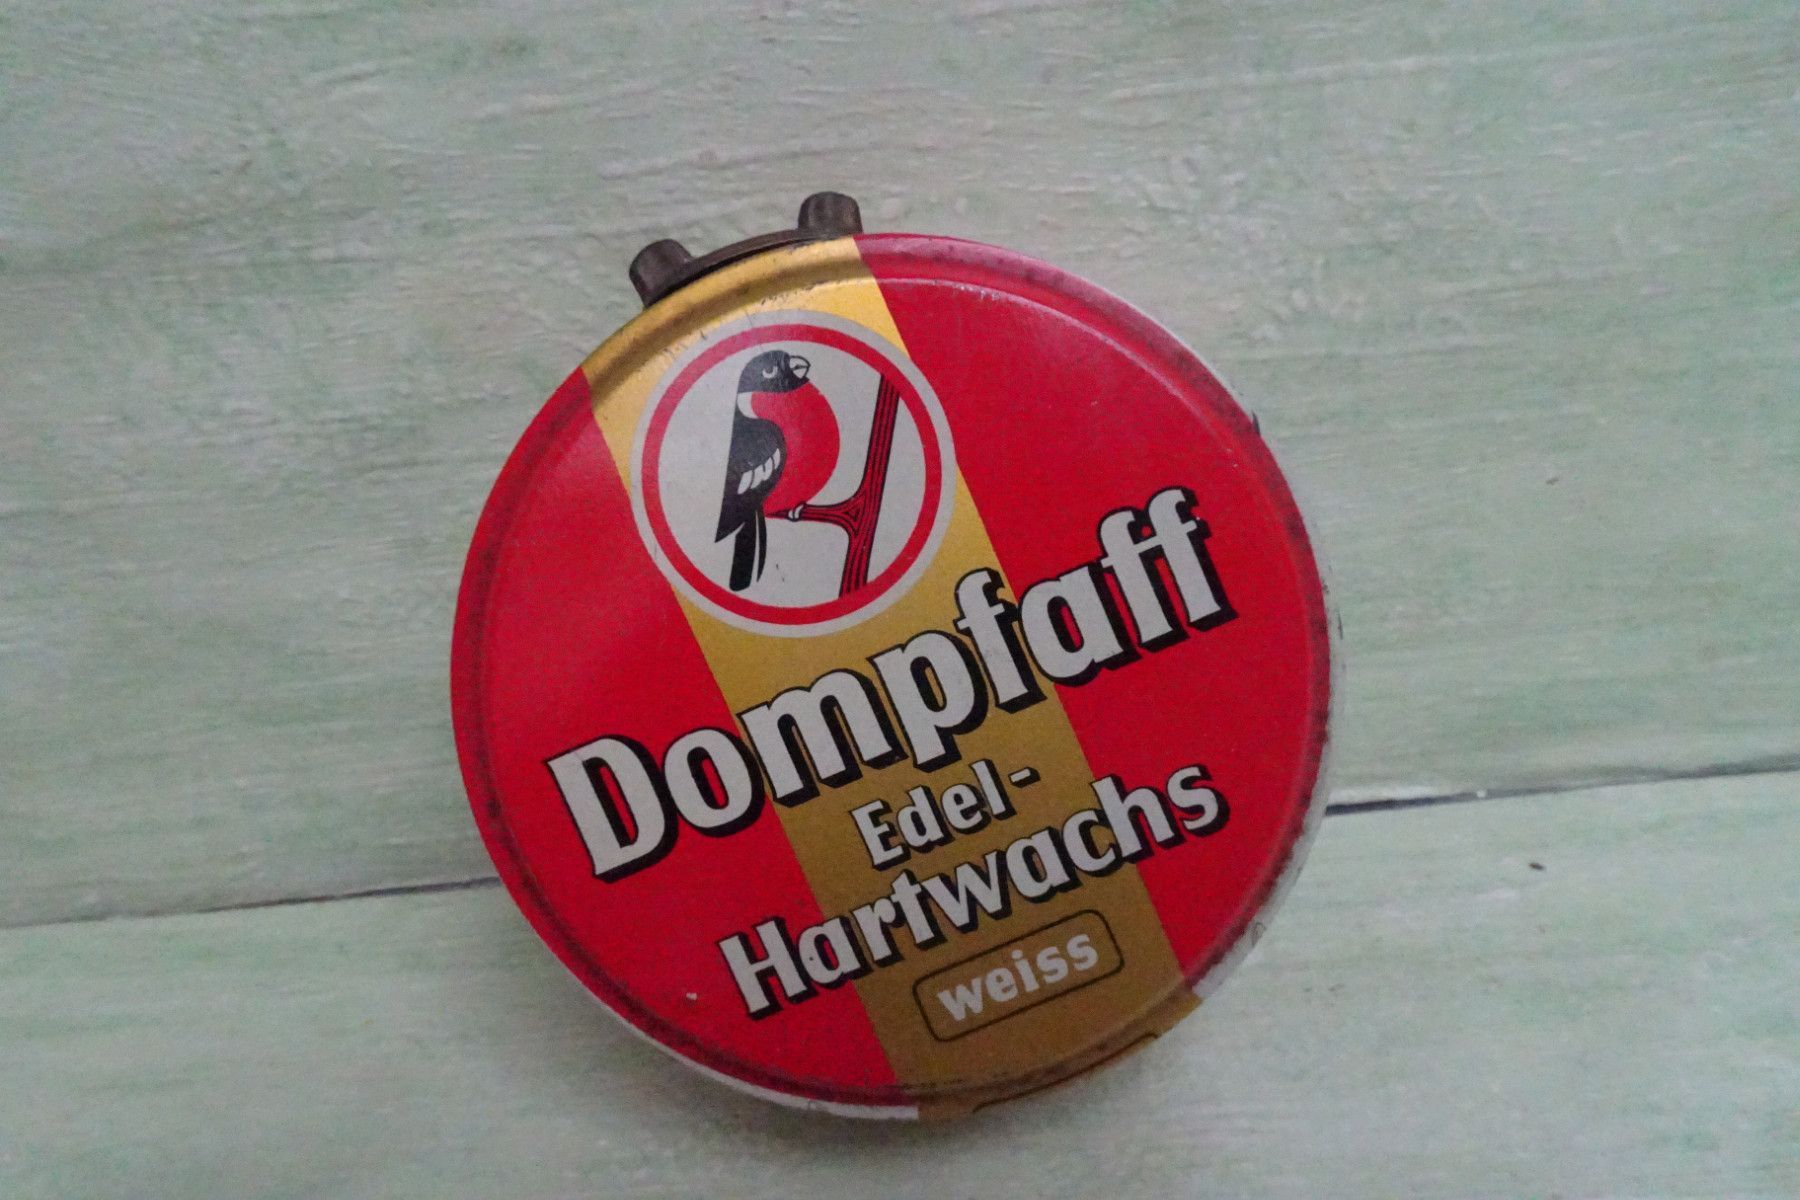 Dompfaff
Edel-
Hartwachs
weiss